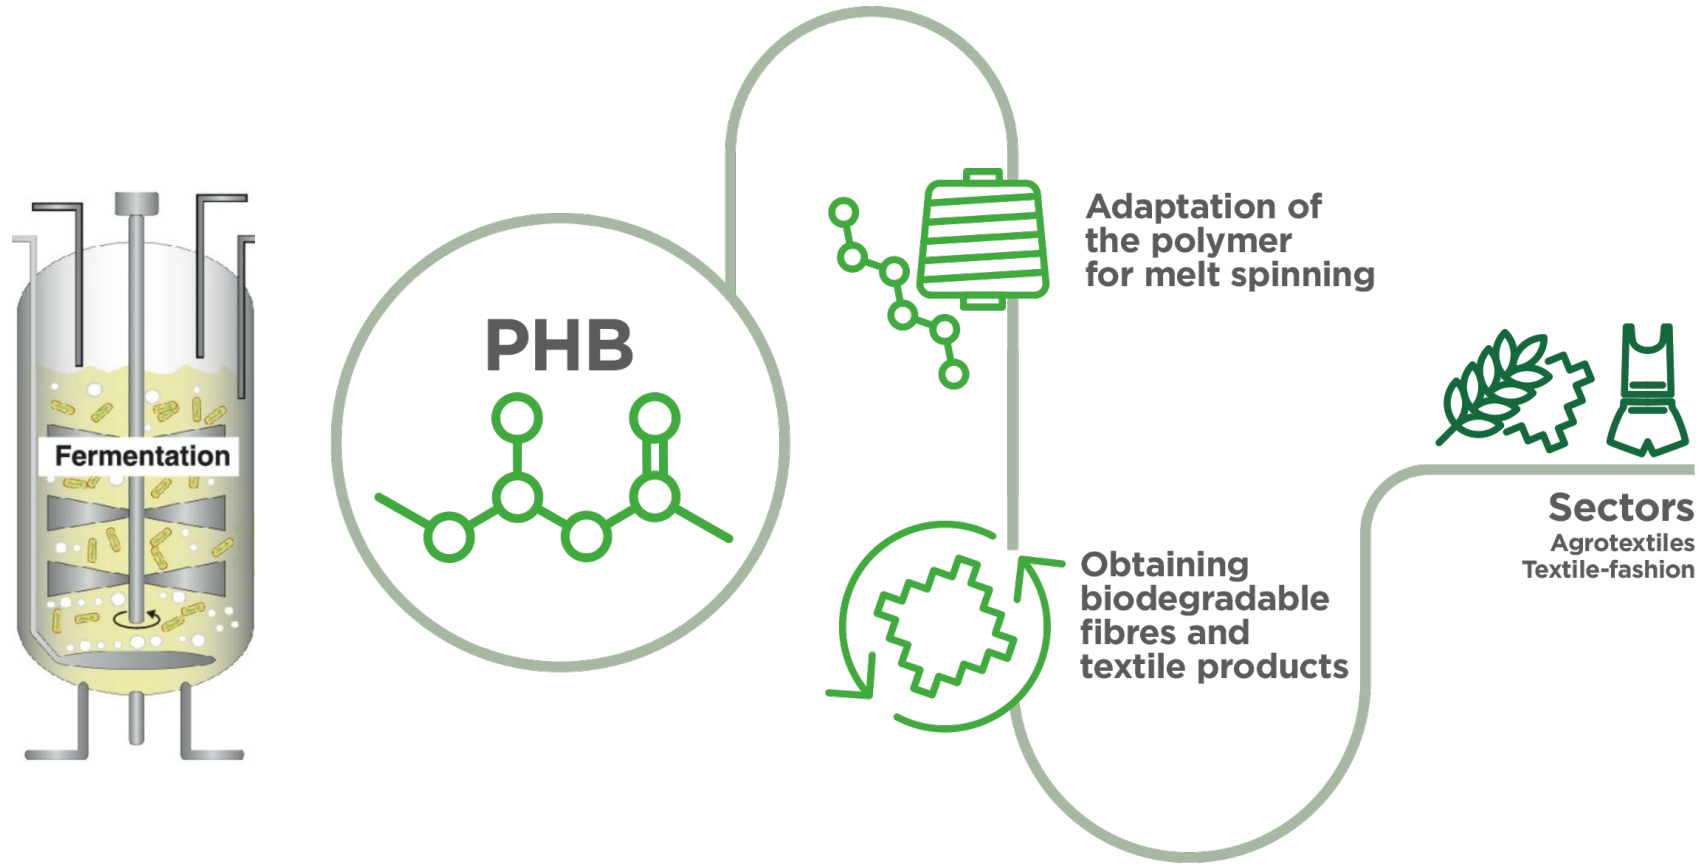 Fermentation
PHB
Adaptation of
the polymer
for melt spinning
Obtaining
biodegradable
fibres and
textile products
Sectors
Agrotextiles
Textile-fashion